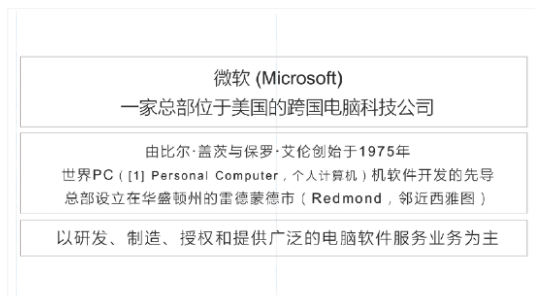 微软 (Microsoft)
一家总部位于美国的跨国电脑科技公司
由比尔·盖茨与保罗·艾伦创始于1975年
世界PC（[1] Personal Computer，个人计算机）机软件开发的先导
总部设立在华盛顿州的雷德蒙德市（Redmond，邻近西雅图）
以研发、制造、授权和提供广泛的电脑软件服务业务为主